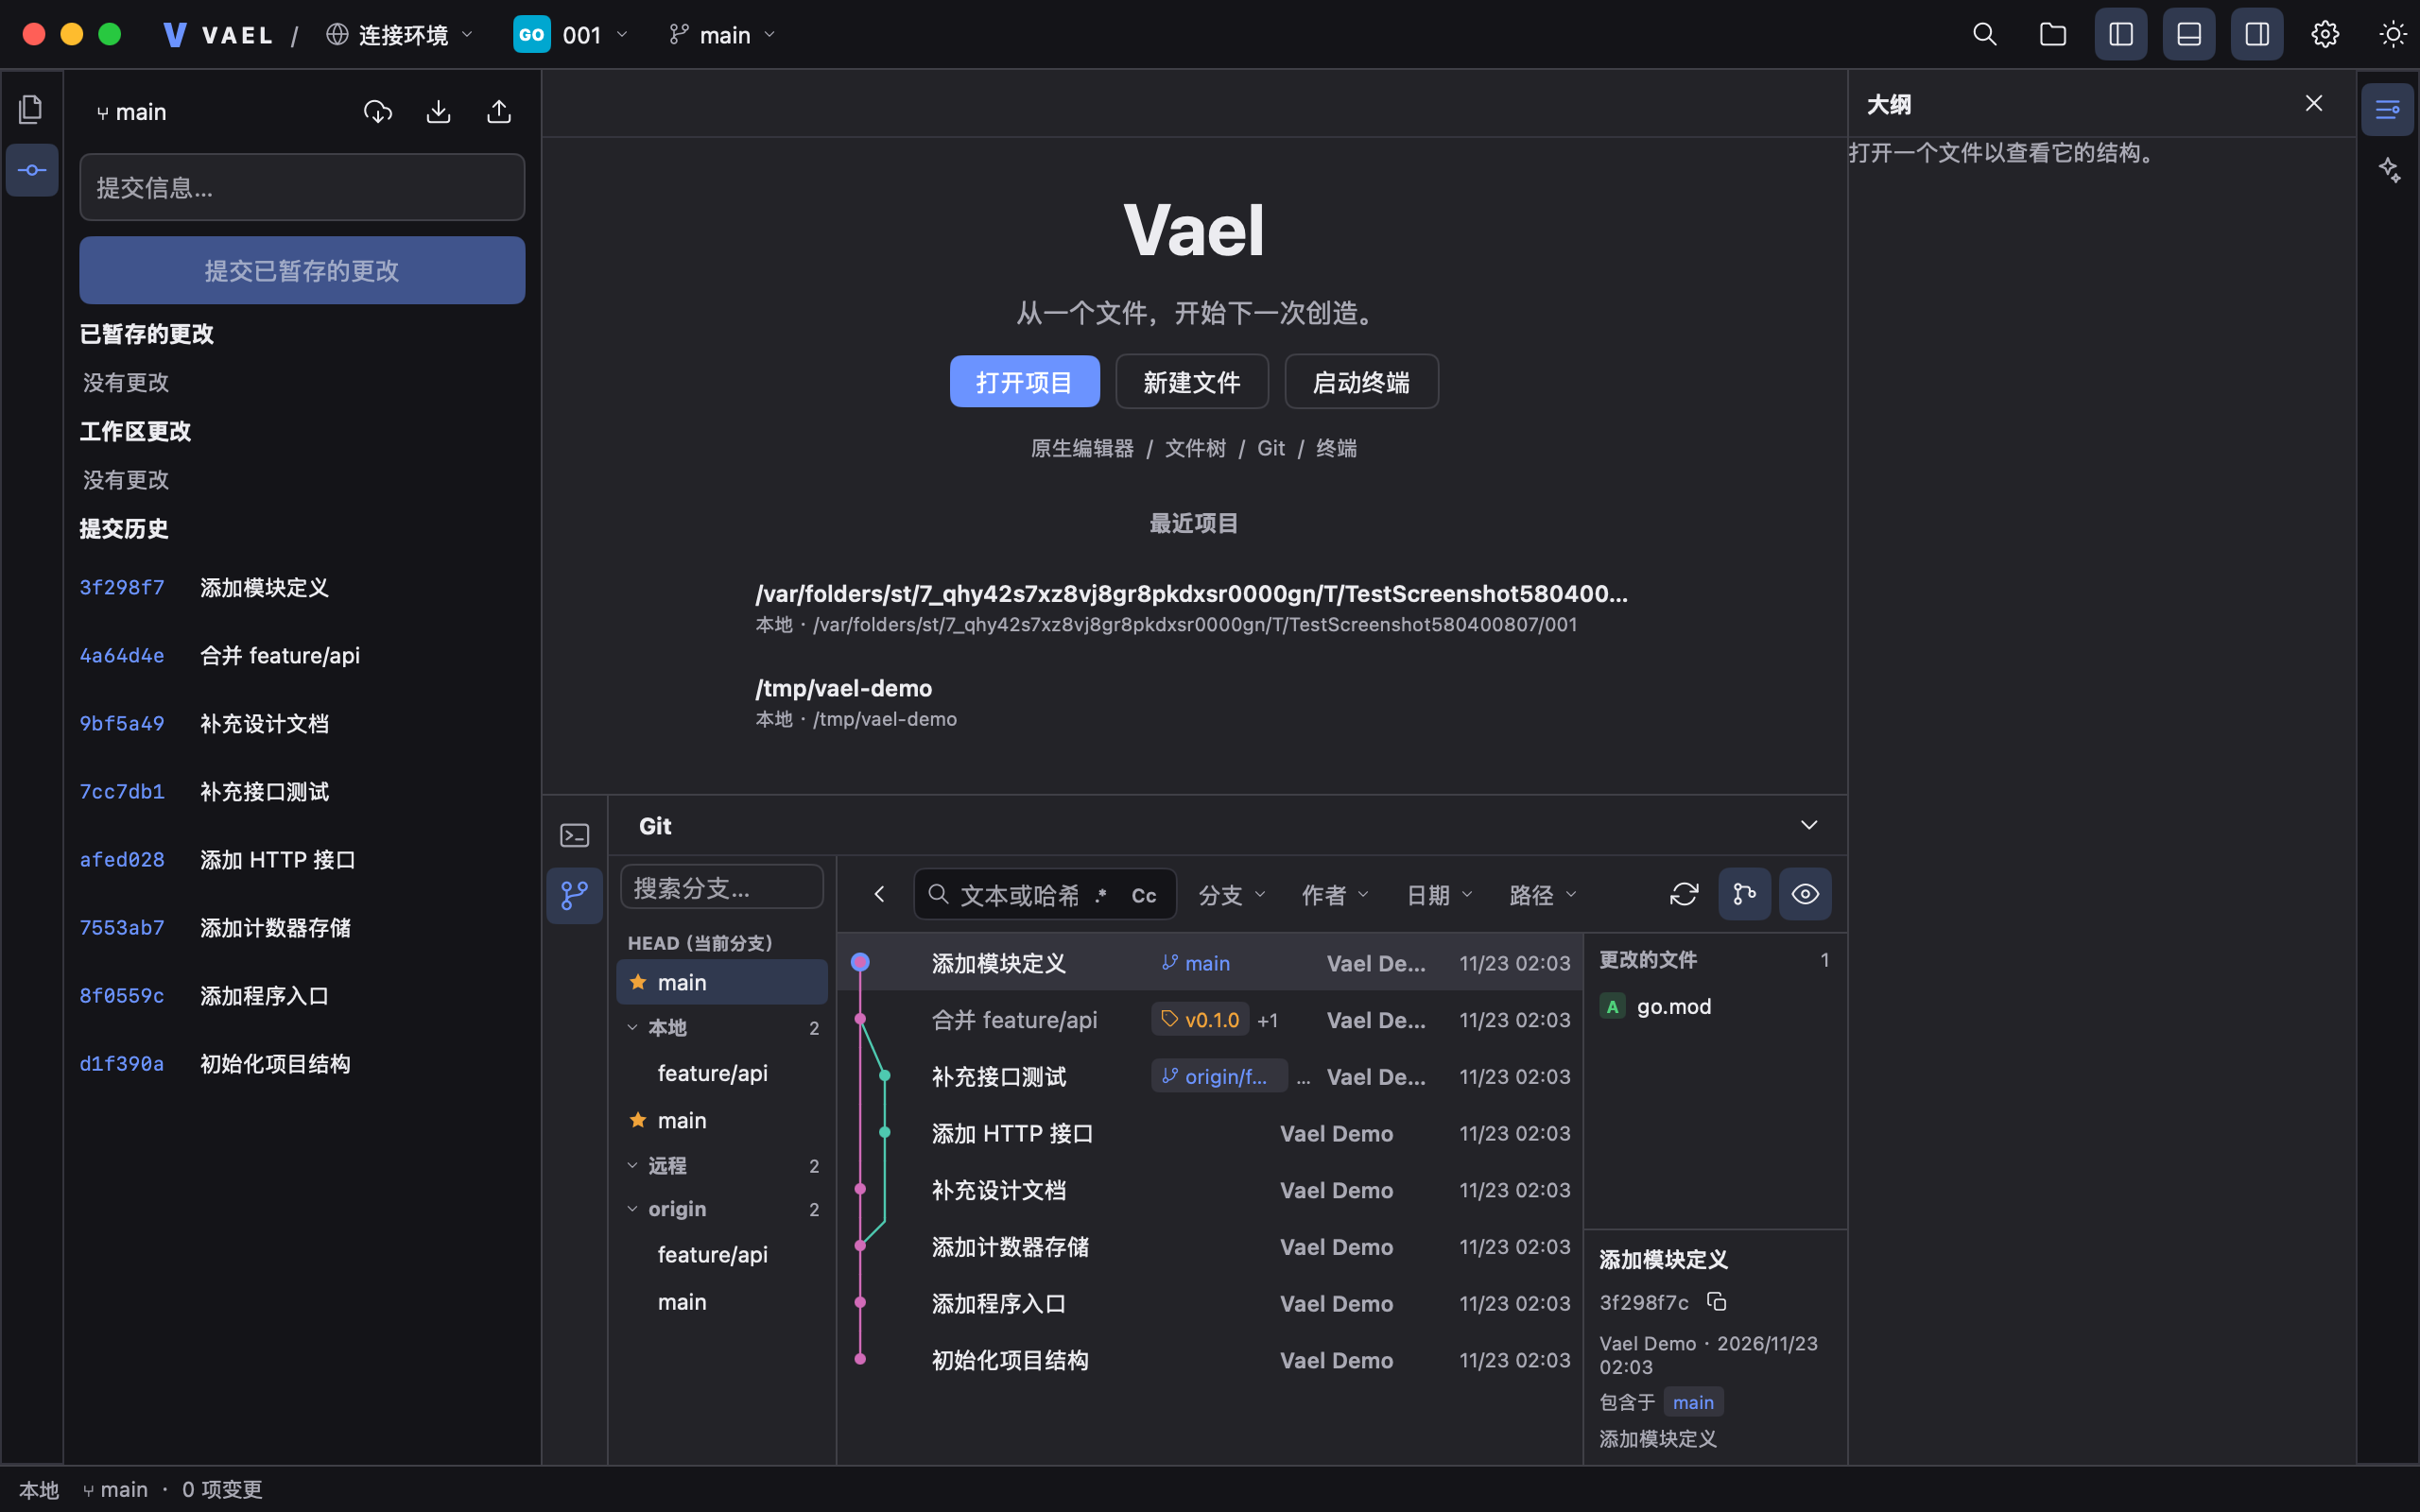 VAEL / 连接环境 GO 001 main
main
提交信息...
提交已暂存的更改
已暂存的更改
没有更改
工作区更改
没有更改
提交历史
3f298f7 添加模块定义
4a64d4e 合并 feature/api
9bf5a49 补充设计文档
7cc7db1 补充接口测试
afed028 添加 HTTP 接口
7553ab7 添加计数器存储
8f0559c 添加程序入口
d1f390a 初始化项目结构
Vael
从一个文件，开始下一次创造。
打开项目 新建文件 启动终端
原生编辑器 / 文件树 / Git / 终端
最近项目
/var/folders/st/7_qhy42s7xz8vj8gr8pkdxsr0000gn/T/TestScreenshot580400...
本地 · /var/folders/st/7_qhy42s7xz8vj8gr8pkdxsr0000gn/T/TestScreenshot580400807/001
/tmp/vael-demo
本地 · /tmp/vael-demo
大纲
打开一个文件以查看它的结构。
Git
搜索分支...
HEAD (当前分支)
main
本地 2
feature/api
main
远程 2
origin 2
feature/api
main
文本或哈希 .* Cc 分支 作者 日期 路径
添加模块定义 main Vael De... 11/23 02:03
合并 feature/api v0.1.0 +1 Vael De... 11/23 02:03
补充接口测试 origin/f... ... Vael De... 11/23 02:03
添加 HTTP 接口 Vael Demo 11/23 02:03
补充设计文档 Vael Demo 11/23 02:03
添加计数器存储 Vael Demo 11/23 02:03
添加程序入口 Vael Demo 11/23 02:03
初始化项目结构 Vael Demo 11/23 02:03
更改的文件 1
A go.mod
添加模块定义
3f298f7c
Vael Demo · 2026/11/23
02:03
包含于 main
添加模块定义
本地 main · 0 项变更